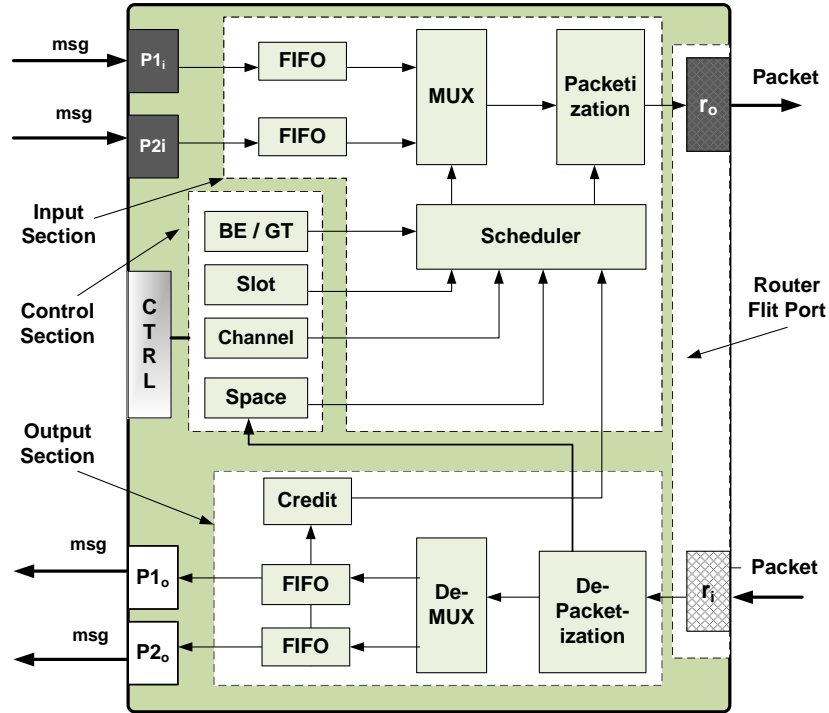 msg
P1i
FIFO
MUX
Packeti
zation
ro
Packet
msg
P2i
FIFO
Input
Section
BE / GT
Scheduler
Slot
Control
Section
C
T
R
L
Channel
Space
Router
Flit Port
Output
Section
Credit
msg
P1o
FIFO
De-
MUX
De-
Packet-
ization
ri
Packet
msg
P2o
FIFO